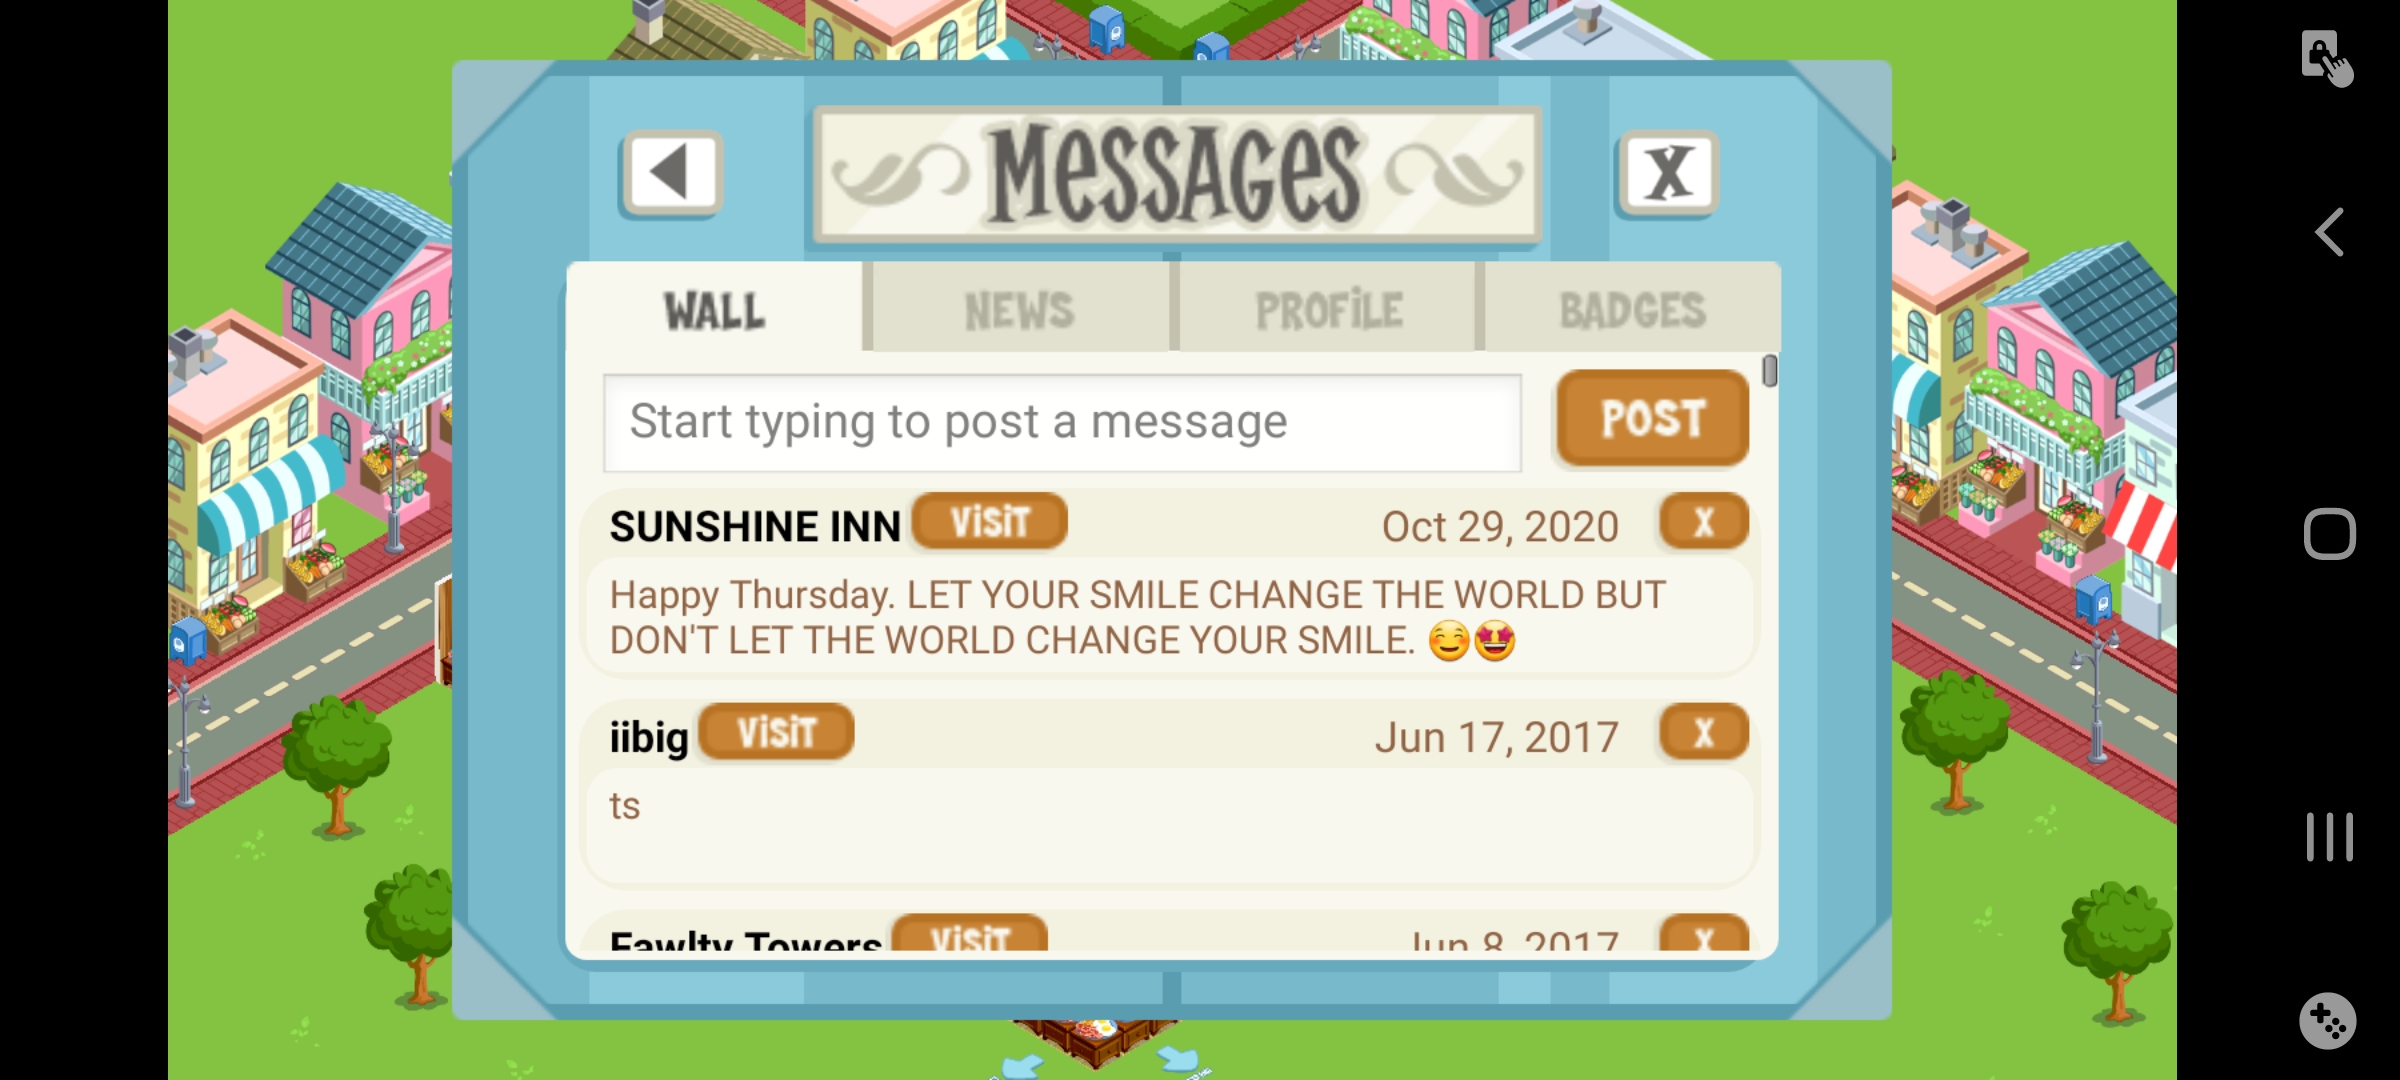 MESSAGES
X
WALL NEWS PROFILE BADGES
Start typing to post a message POST
SUNSHINE INN VISIT Oct 29, 2020 X
Happy Thursday. LET YOUR SMILE CHANGE THE WORLD BUT
DON'T LET THE WORLD CHANGE YOUR SMILE. 😊🤩
iibig VISIT Jun 17, 2017 X
ts
Fawlty Towers VISIT Jun 8, 2017 X